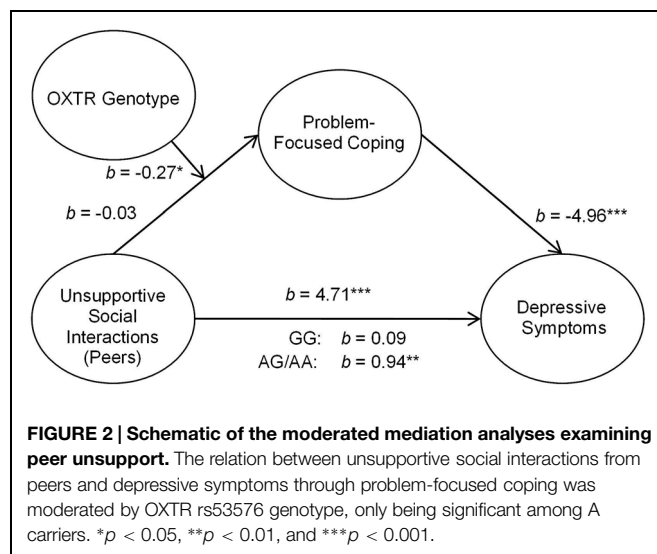 OXTR Genotype
Problem-
Focused Coping
b = -0.27*
b = -0.03
b = -4.96***
Unsupportive
Social
Interactions
(Peers)
b = 4.71***
GG: b = 0.09
AG/AA: b = 0.94**
Depressive
Symptoms
FIGURE 2 | Schematic of the moderated mediation analyses examining
peer unsupport. The relation between unsupportive social interactions from
peers and depressive symptoms through problem-focused coping was
moderated by OXTR rs53576 genotype, only being significant among A
carriers. *p < 0.05, **p < 0.01, and ***p < 0.001.